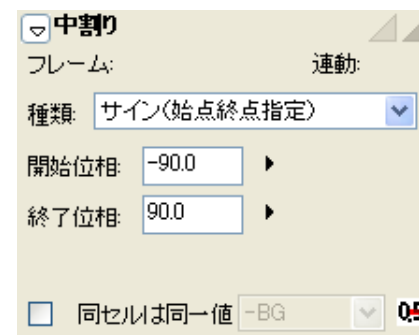 中割り
フレーム: 連動:
種類: サイン(始点終点指定)
開始位相: -90.0
終了位相: 90.0
同セルは同一値 -BG